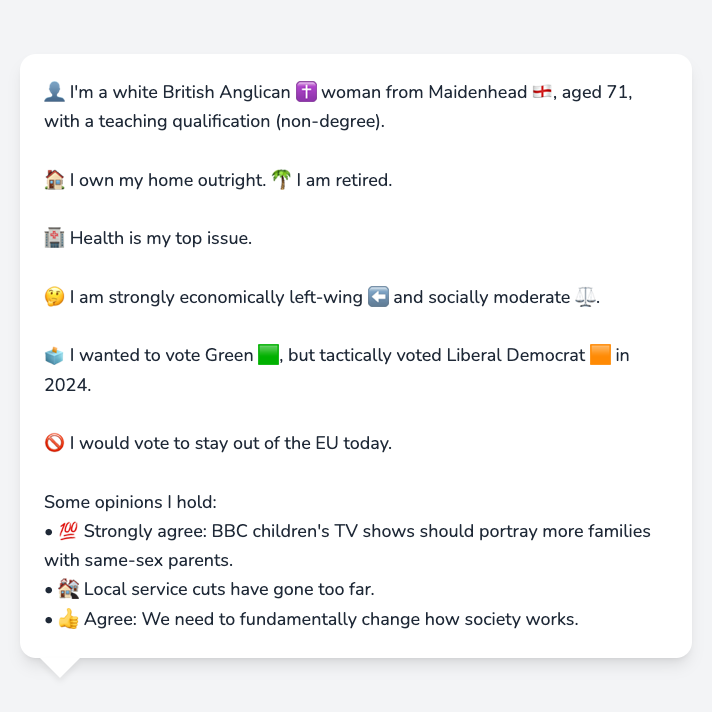 👤 I'm a white British Anglican ✝️ woman from Maidenhead 🏴󠁧󠁢󠁥󠁮󠁧󠁿, aged 71,
with a teaching qualification (non-degree).
🏠 I own my home outright. 🌴 I am retired.
🏥 Health is my top issue.
🤔 I am strongly economically left-wing ⬅️ and socially moderate ⚖️.
🗳️ I wanted to vote Green 🟩, but tactically voted Liberal Democrat 🟧 in
2024.
🚫 I would vote to stay out of the EU today.
Some opinions I hold:
• 💯 Strongly agree: BBC children's TV shows should portray more families
with same-sex parents.
• 🏚️ Local service cuts have gone too far.
• 👍 Agree: We need to fundamentally change how society works.